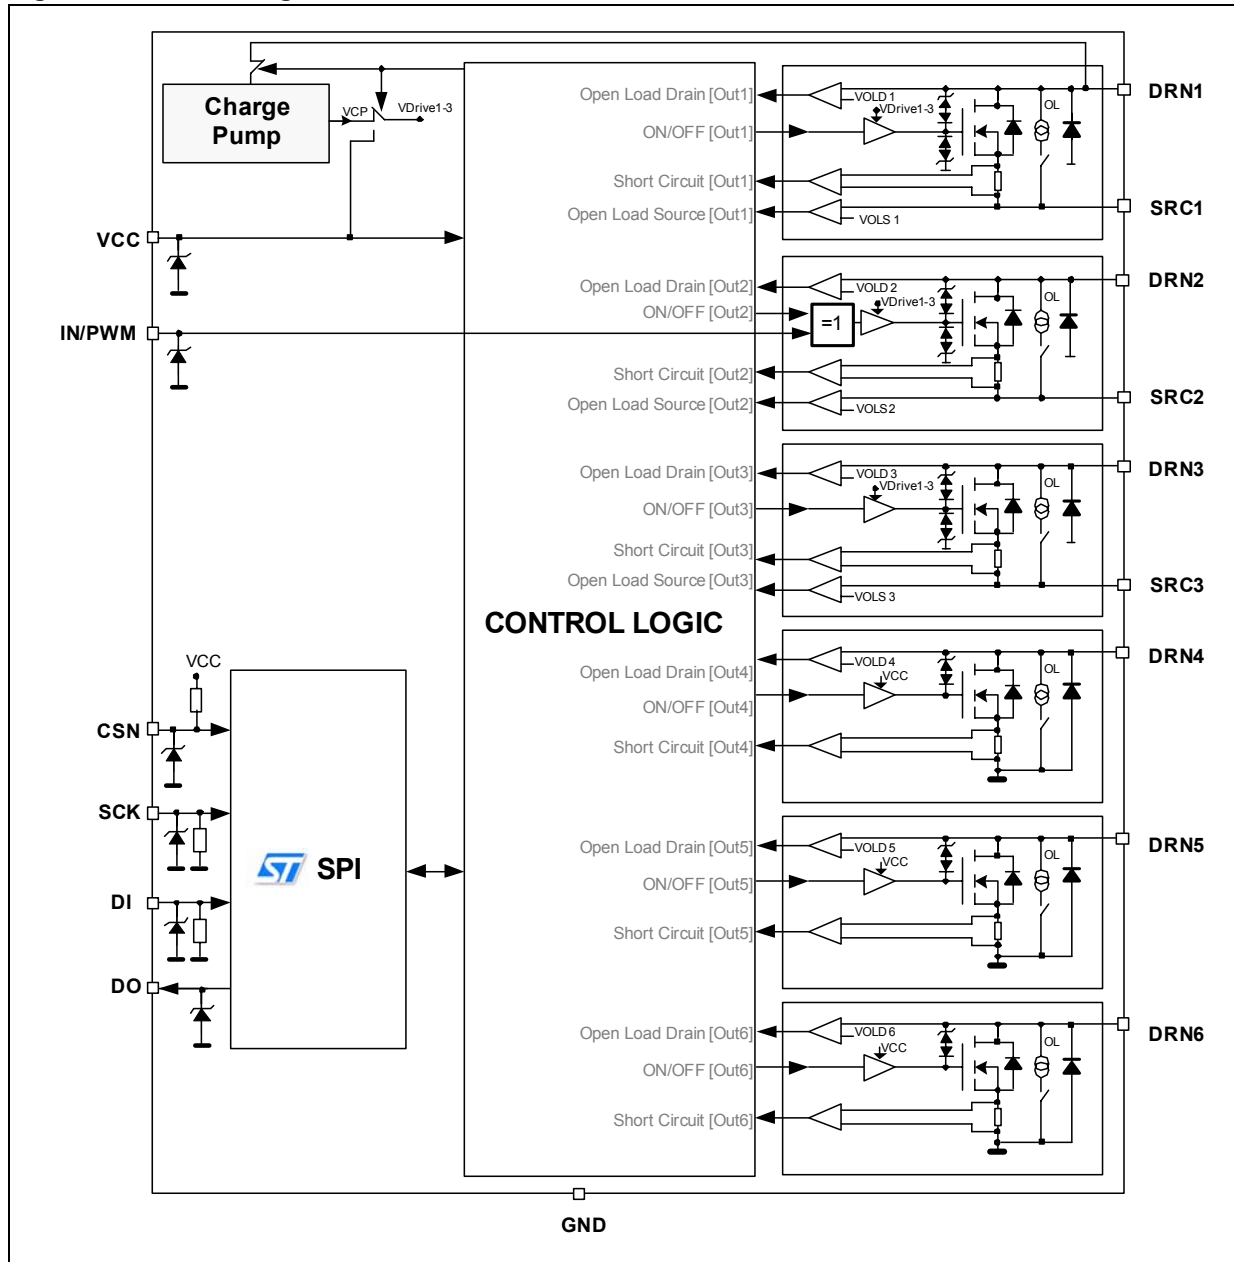 Charge
Pump
VCP
VDrive1-3
Open Load Drain [Out1]
VOLD 1
VDrive1-3
OL
DRN1
ON/OFF [Out1]
Short Circuit [Out1]
Open Load Source [Out1]
VOLS 1
SRC1
VCC
Open Load Drain [Out2]
VOLD 2
VDrive1-3
OL
DRN2
ON/OFF [Out2]
=1
IN/PWM
Short Circuit [Out2]
Open Load Source [Out2]
VOLS2
SRC2
Open Load Drain [Out3]
VOLD 3
VDrive1-3
OL
DRN3
ON/OFF [Out3]
Short Circuit [Out3]
Open Load Source [Out3]
VOLS 3
SRC3
CONTROL LOGIC
Open Load Drain [Out4]
VOLD 4
VCC
OL
DRN4
ON/OFF [Out4]
Short Circuit [Out4]
VCC
CSN
SCK
DI
DO
ST SPI
Open Load Drain [Out5]
VOLD 5
VCC
OL
DRN5
ON/OFF [Out5]
Short Circuit [Out5]
Open Load Drain [Out6]
VOLD 6
VCC
OL
DRN6
ON/OFF [Out6]
Short Circuit [Out6]
GND